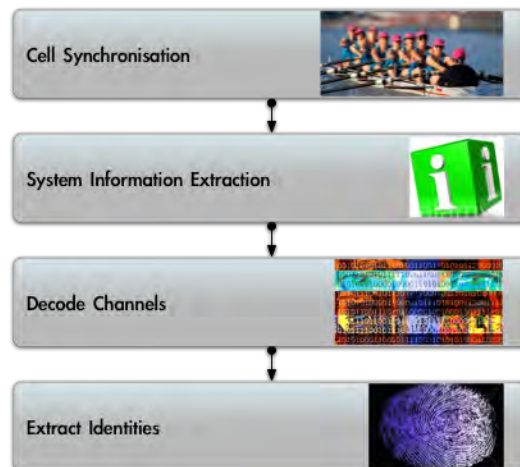 Cell Synchronisation
System Information Extraction
i i
Decode Channels
Extract Identities